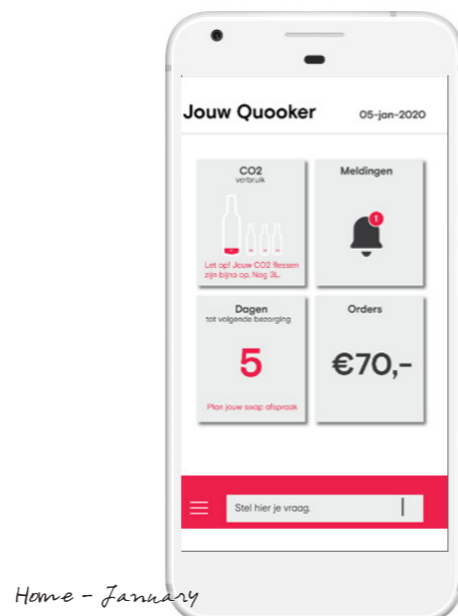 Jouw Quooker
05-jan-2020
CO2
verbruik
Let op! Jouw CO2 flessen
zijn bijna op. Nog 3L.
Meldingen
1
Dagen
tot volgende bezorging
5
Plan jouw swap afspraak
Orders
€70,-
Stel hier je vraag.
Home - January